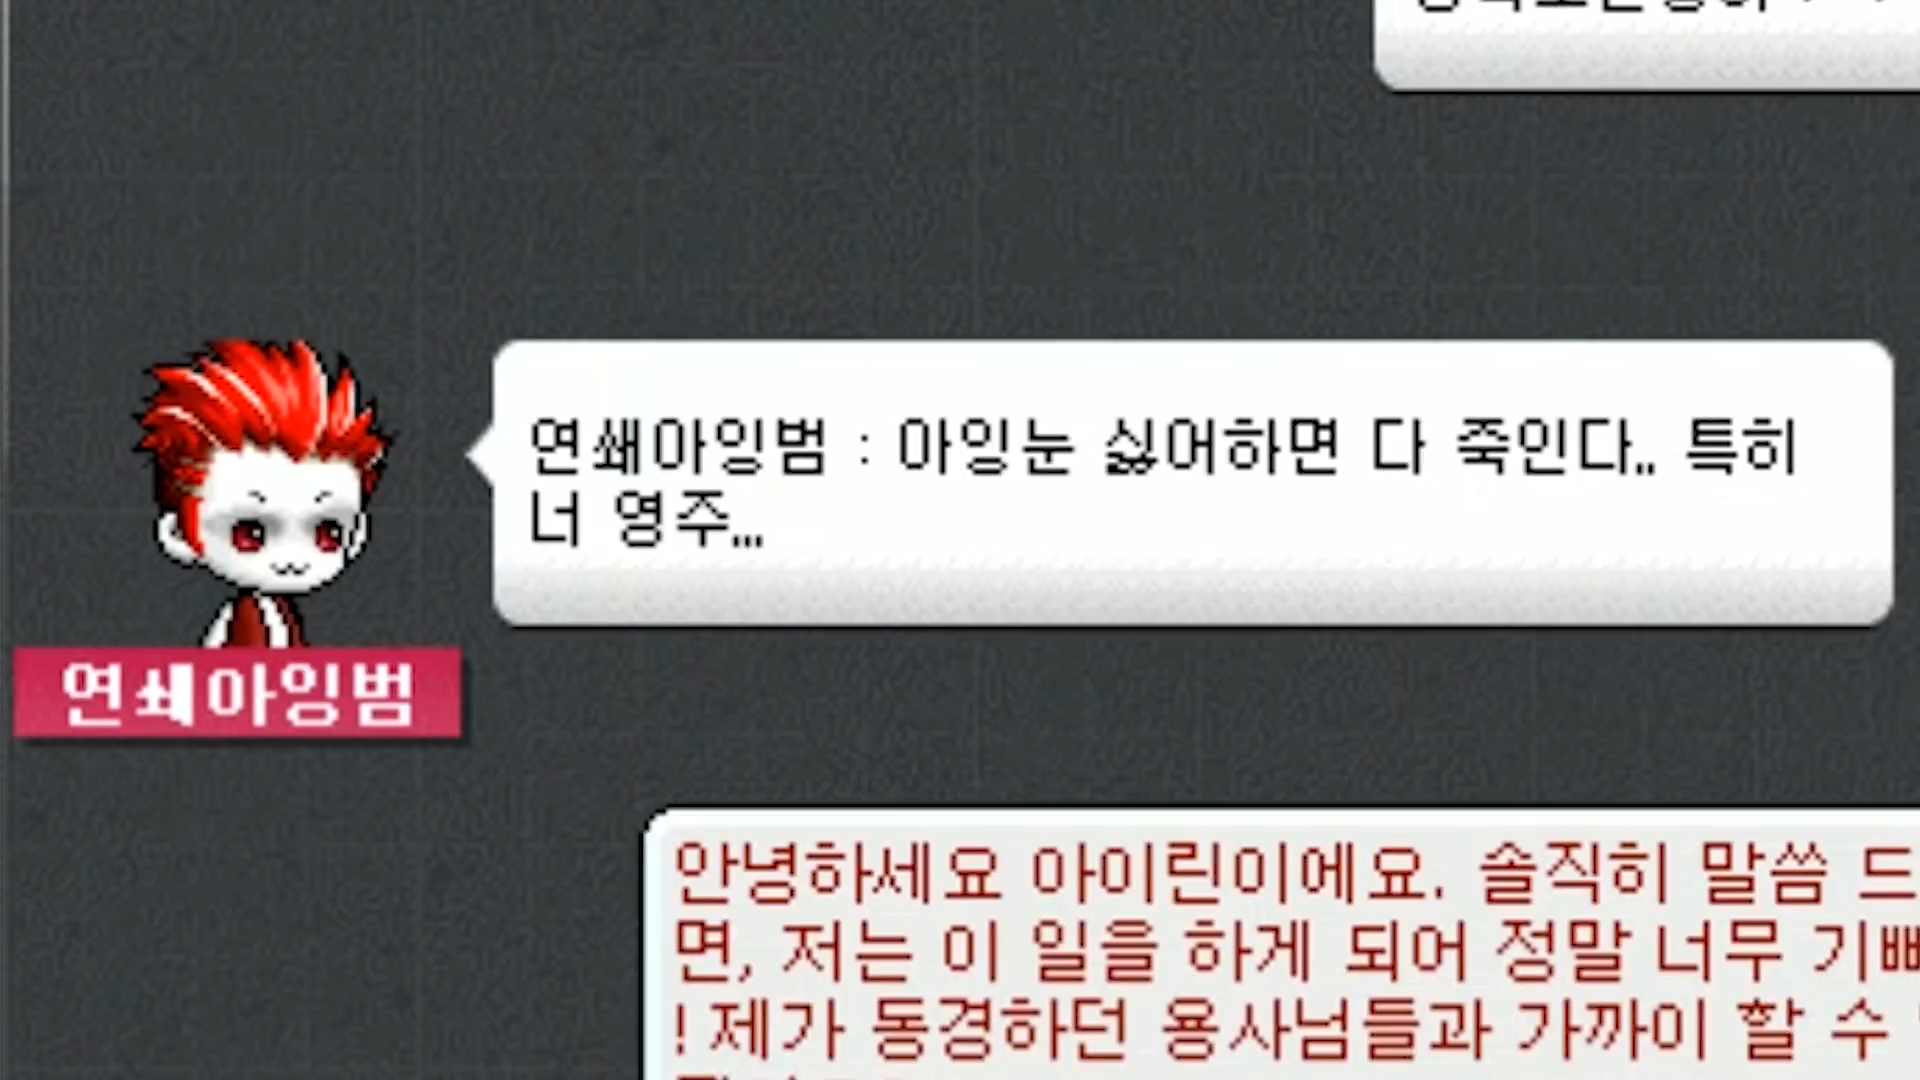 연쇄아잉범 : 아잉눈 싫어하면 다 죽인다.. 특히
너 영주...
연쇄아잉범
안녕하세요 아이린이에요. 솔직히 말씀 드
면, 저는 이 일을 하게 되어 정말 너무 기뻐
! 제가 동경하던 용사님들과 가까이 할 수